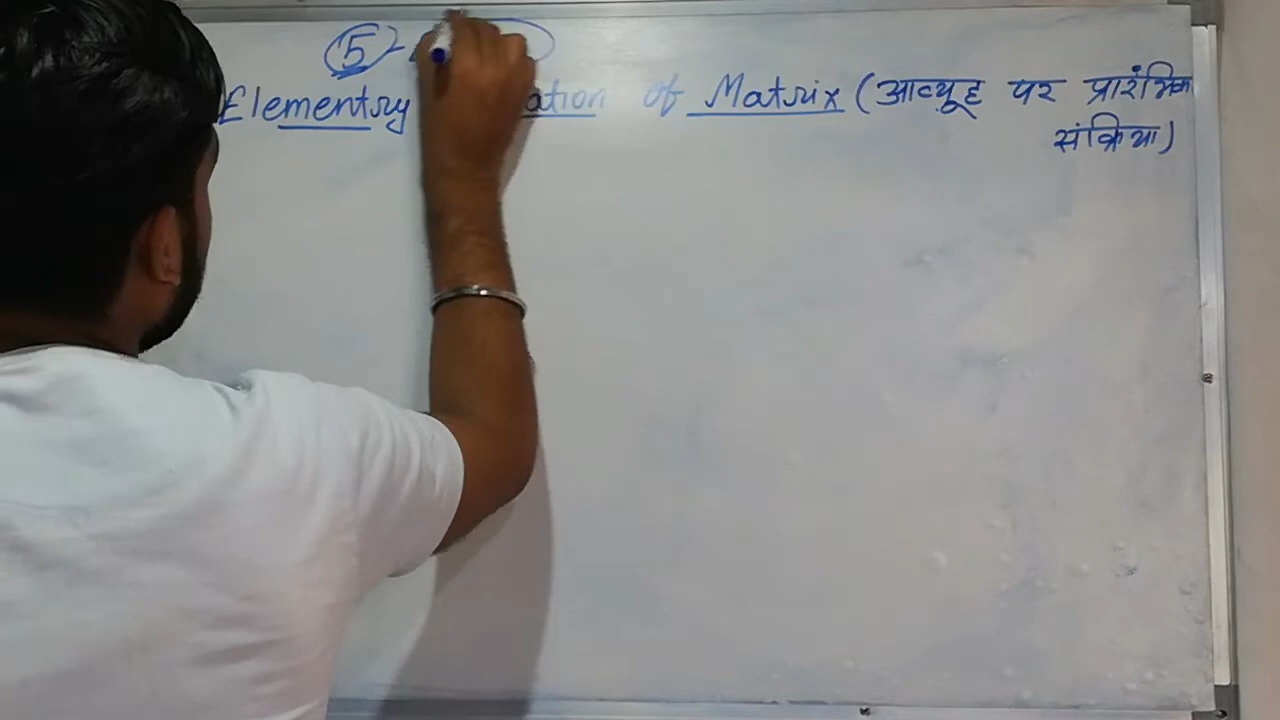 5
Elementry ation of Matrix (आव्यूह पर प्रारंभिक
संक्रिया)